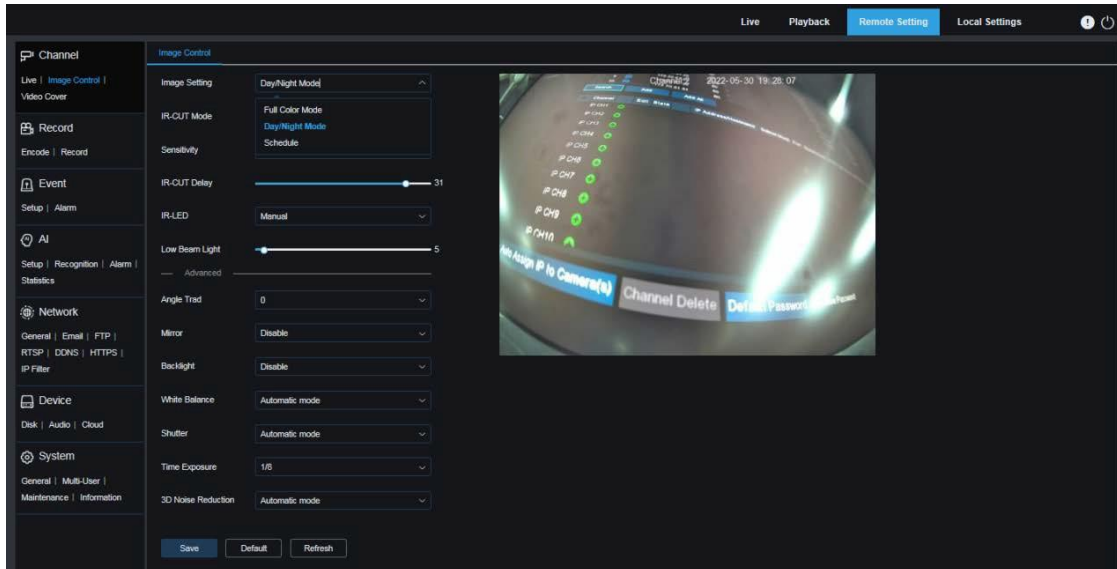 Live Playback Remote Setting Local Settings
Channel
Live | Image Control |
Video Cover
Record
Encode | Record
Event
Setup | Alarm
AI
Setup | Recognition | Alarm |
Statistics
Network
General | Email | FTP |
RTSP | DDNS | HTTPS |
IP Filter
Device
Disk | Audio | Cloud
System
General | Multi-User |
Maintenance | Information
Image Control
Image Setting Day/Night Mode
Full Color Mode
Day/Night Mode
Schedule
IR-CUT Mode
Sensitivity
IR-CUT Delay 31
IR-LED Manual
Low Beam Light 5
Advanced
Angle Trad 0
Mirror Disable
Backlight Disable
White Balance Automatic mode
Shutter Automatic mode
Time Exposure 1/8
3D Noise Reduction Automatic mode
Save Default Refresh
2022-05-30 19:28:07
Channel
IP CH6
IP CH7
IP CH8
IP CH9
IP CH10
Auto Assign IP to Camera(s)
Channel Delete